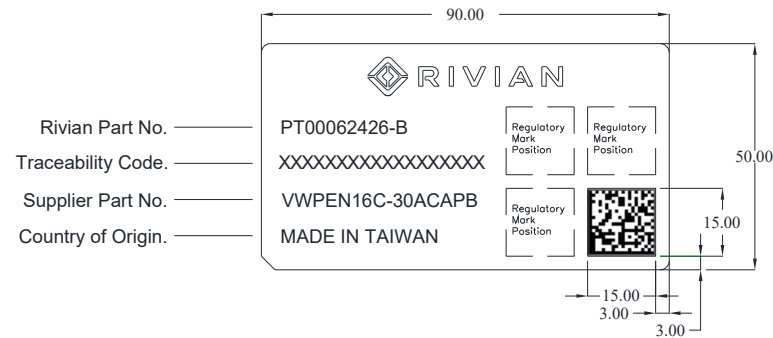 90.00
RIVIAN
Rivian Part No. PT00062426-B
Traceability Code. XXXXXXXXXXXXXXXXXX
Supplier Part No. VWPEN16C-30ACAPB
Country of Origin. MADE IN TAIWAN
Regulatory
Mark
Position
Regulatory
Mark
Position
Regulatory
Mark
Position
50.00
15.00
15.00
3.00
3.00